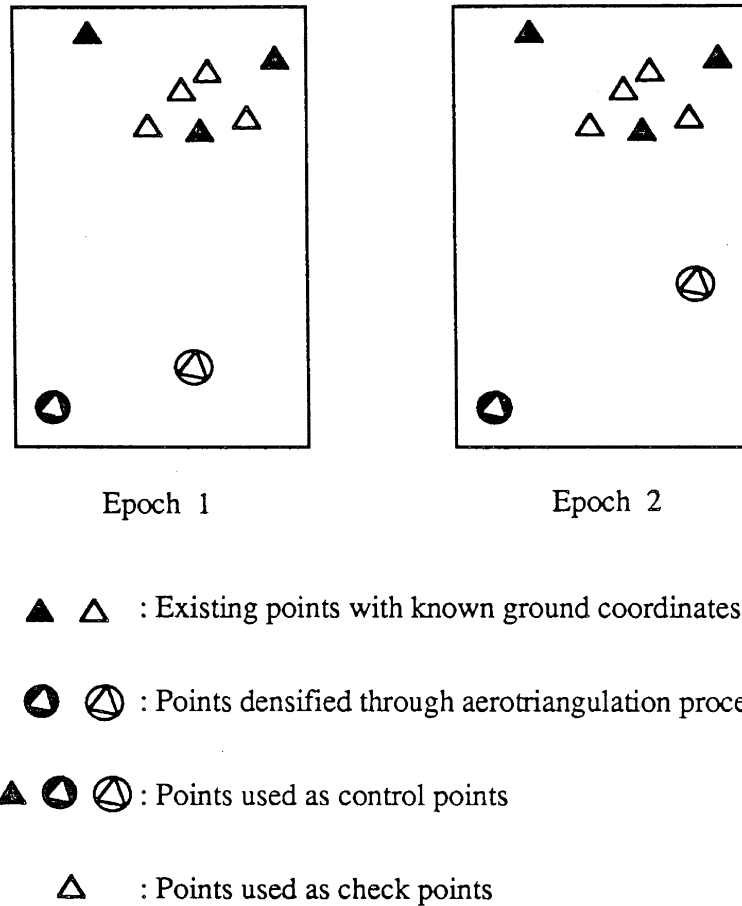 Epoch 1
Epoch 2
: Existing points with known ground coordinates
: Points densified through aerotriangulation
: Points used as control points
: Points used as check points